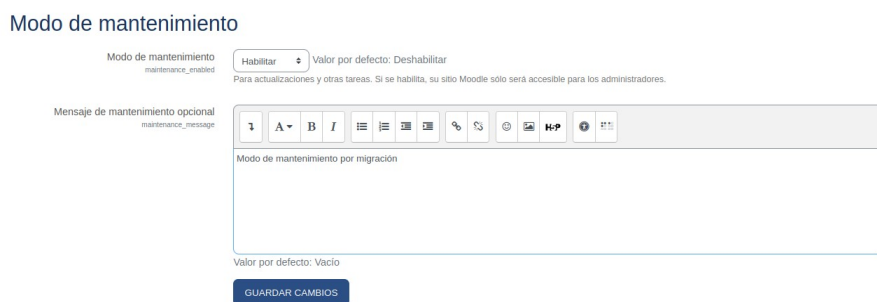 Modo de mantenimiento
Modo de mantenimiento
maintenance_enabled
Habilitar Valor por defecto: Deshabilitar
Para actualizaciones y otras tareas. Si se habilita, su sitio Moodle sólo será accesible para los administradores.
Mensaje de mantenimiento opcional
maintenance_message
A B I H-P
Modo de mantenimiento por migración
Valor por defecto: Vacío
GUARDAR CAMBIOS